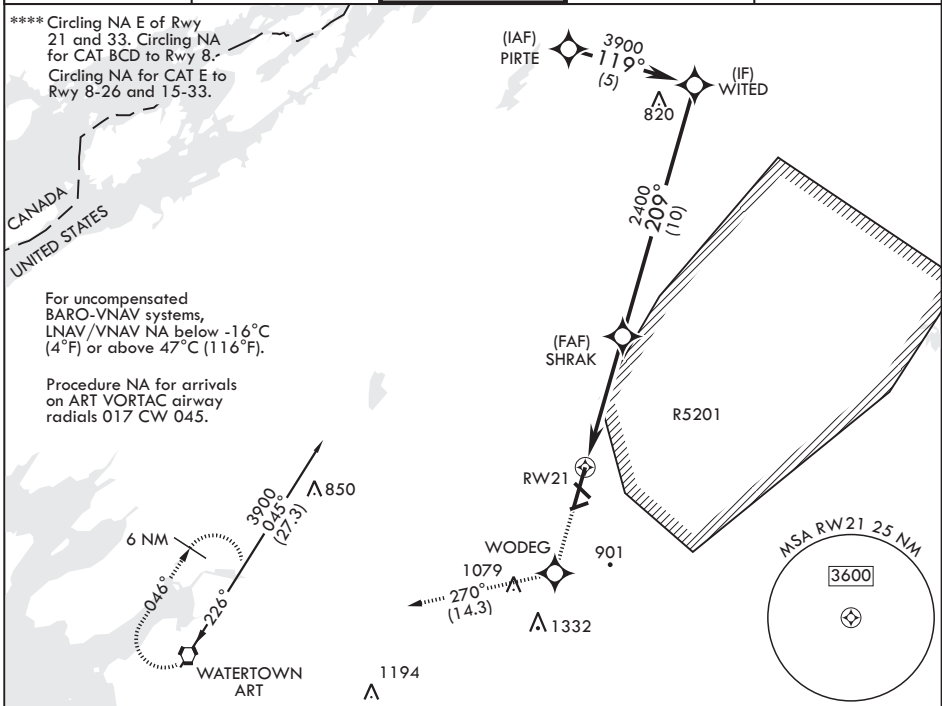 **** Circling NA E of Rwy
21 and 33. Circling NA
for CAT BCD to Rwy 8.
Circling NA for CAT E to
Rwy 8-26 and 15-33.
(IAF)
PIRTE
3900
119°
(5)
(IF)
WITED
820
CANADA
UNITED STATES
2400
209°
(10)
For uncompensated
BARO-VNAV systems,
LNAV/VNAV NA below -16°C
(4°F) or above 47°C (116°F).
(FAF)
SHRAK
Procedure NA for arrivals
on ART VORTAC airway
radials 017 CW 045.
R5201
RW21
850
3900
045°
(27.3)
6 NM
046°
226°
WODEG
901
1079
270°
(14.3)
1332
MSA RW21 25 NM
3600
WATERTOWN
ART
1194